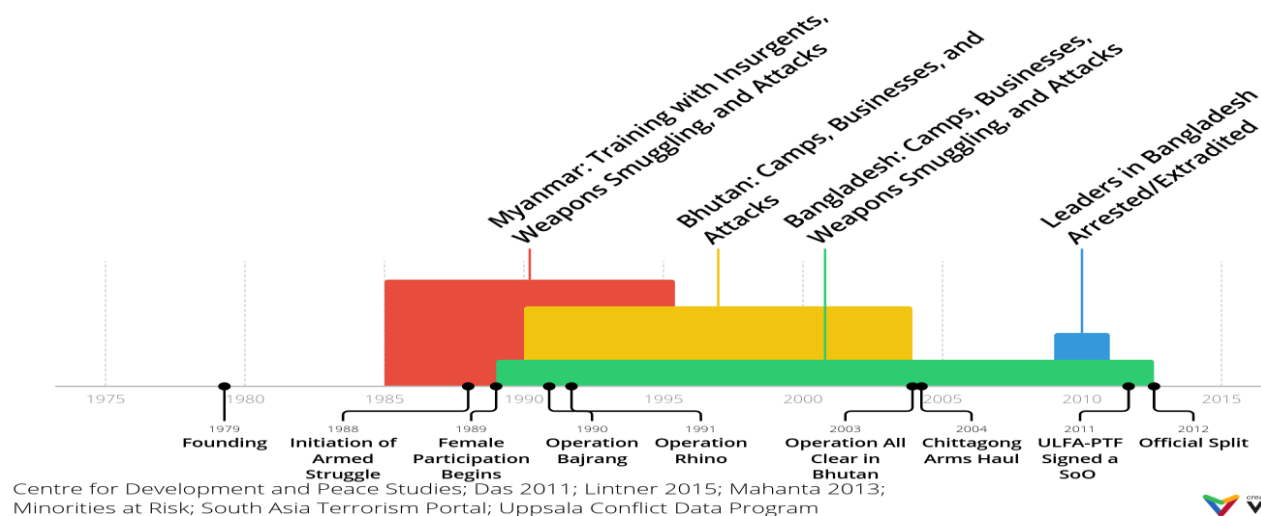 Myanmar: Training with Insurgents,
Weapons Smuggling, and Attacks
Bhutan: Camps, Businesses, and
Attacks
Bangladesh: Camps, Businesses,
Weapons Smuggling, and Attacks
Leaders in Bangladesh
Arrested/Extradited
1975
1980
1985
1990
1995
2000
2005
2010
2015
1979
Founding
1988
Initiation of
Armed
Struggle
1989
Female
Participation
Begins
1990
Operation
Bajrang
1991
Operation
Rhino
2003
Operation All
Clear in
Bhutan
2004
Chittagong
Arms Haul
2011
ULFA-PTF
Signed a
SoO
2012
Official Split
Centre for Development and Peace Studies; Das 2011; Lintner 2015; Mahanta 2013;
Minorities at Risk; South Asia Terrorism Portal; Uppsala Conflict Data Program